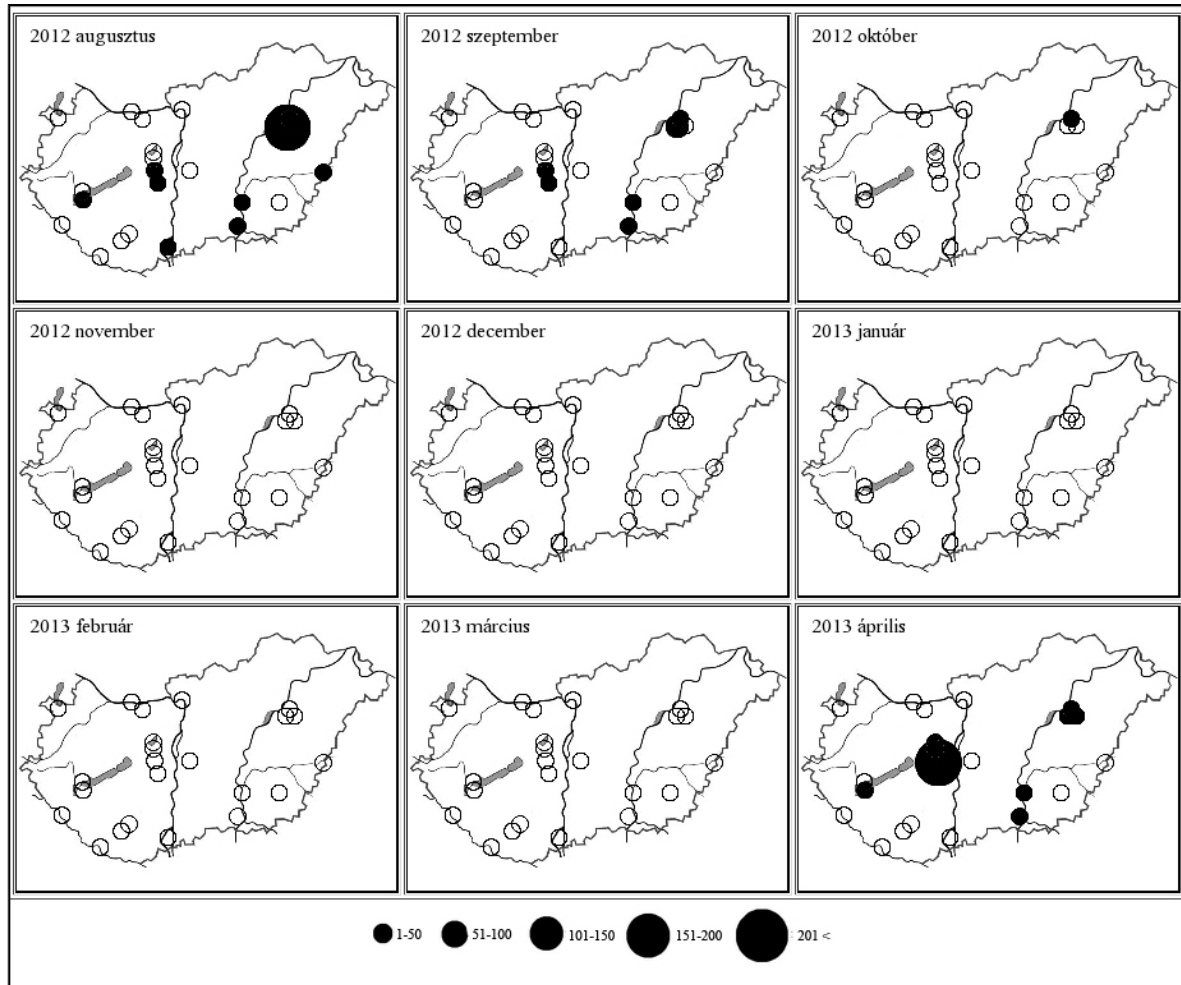 2012 augusztus
2012 szeptember
2012 október
2012 november
2012 december
2013 január
2013 február
2013 március
2013 április
1-50
51-100
101-150
151-200
201 <